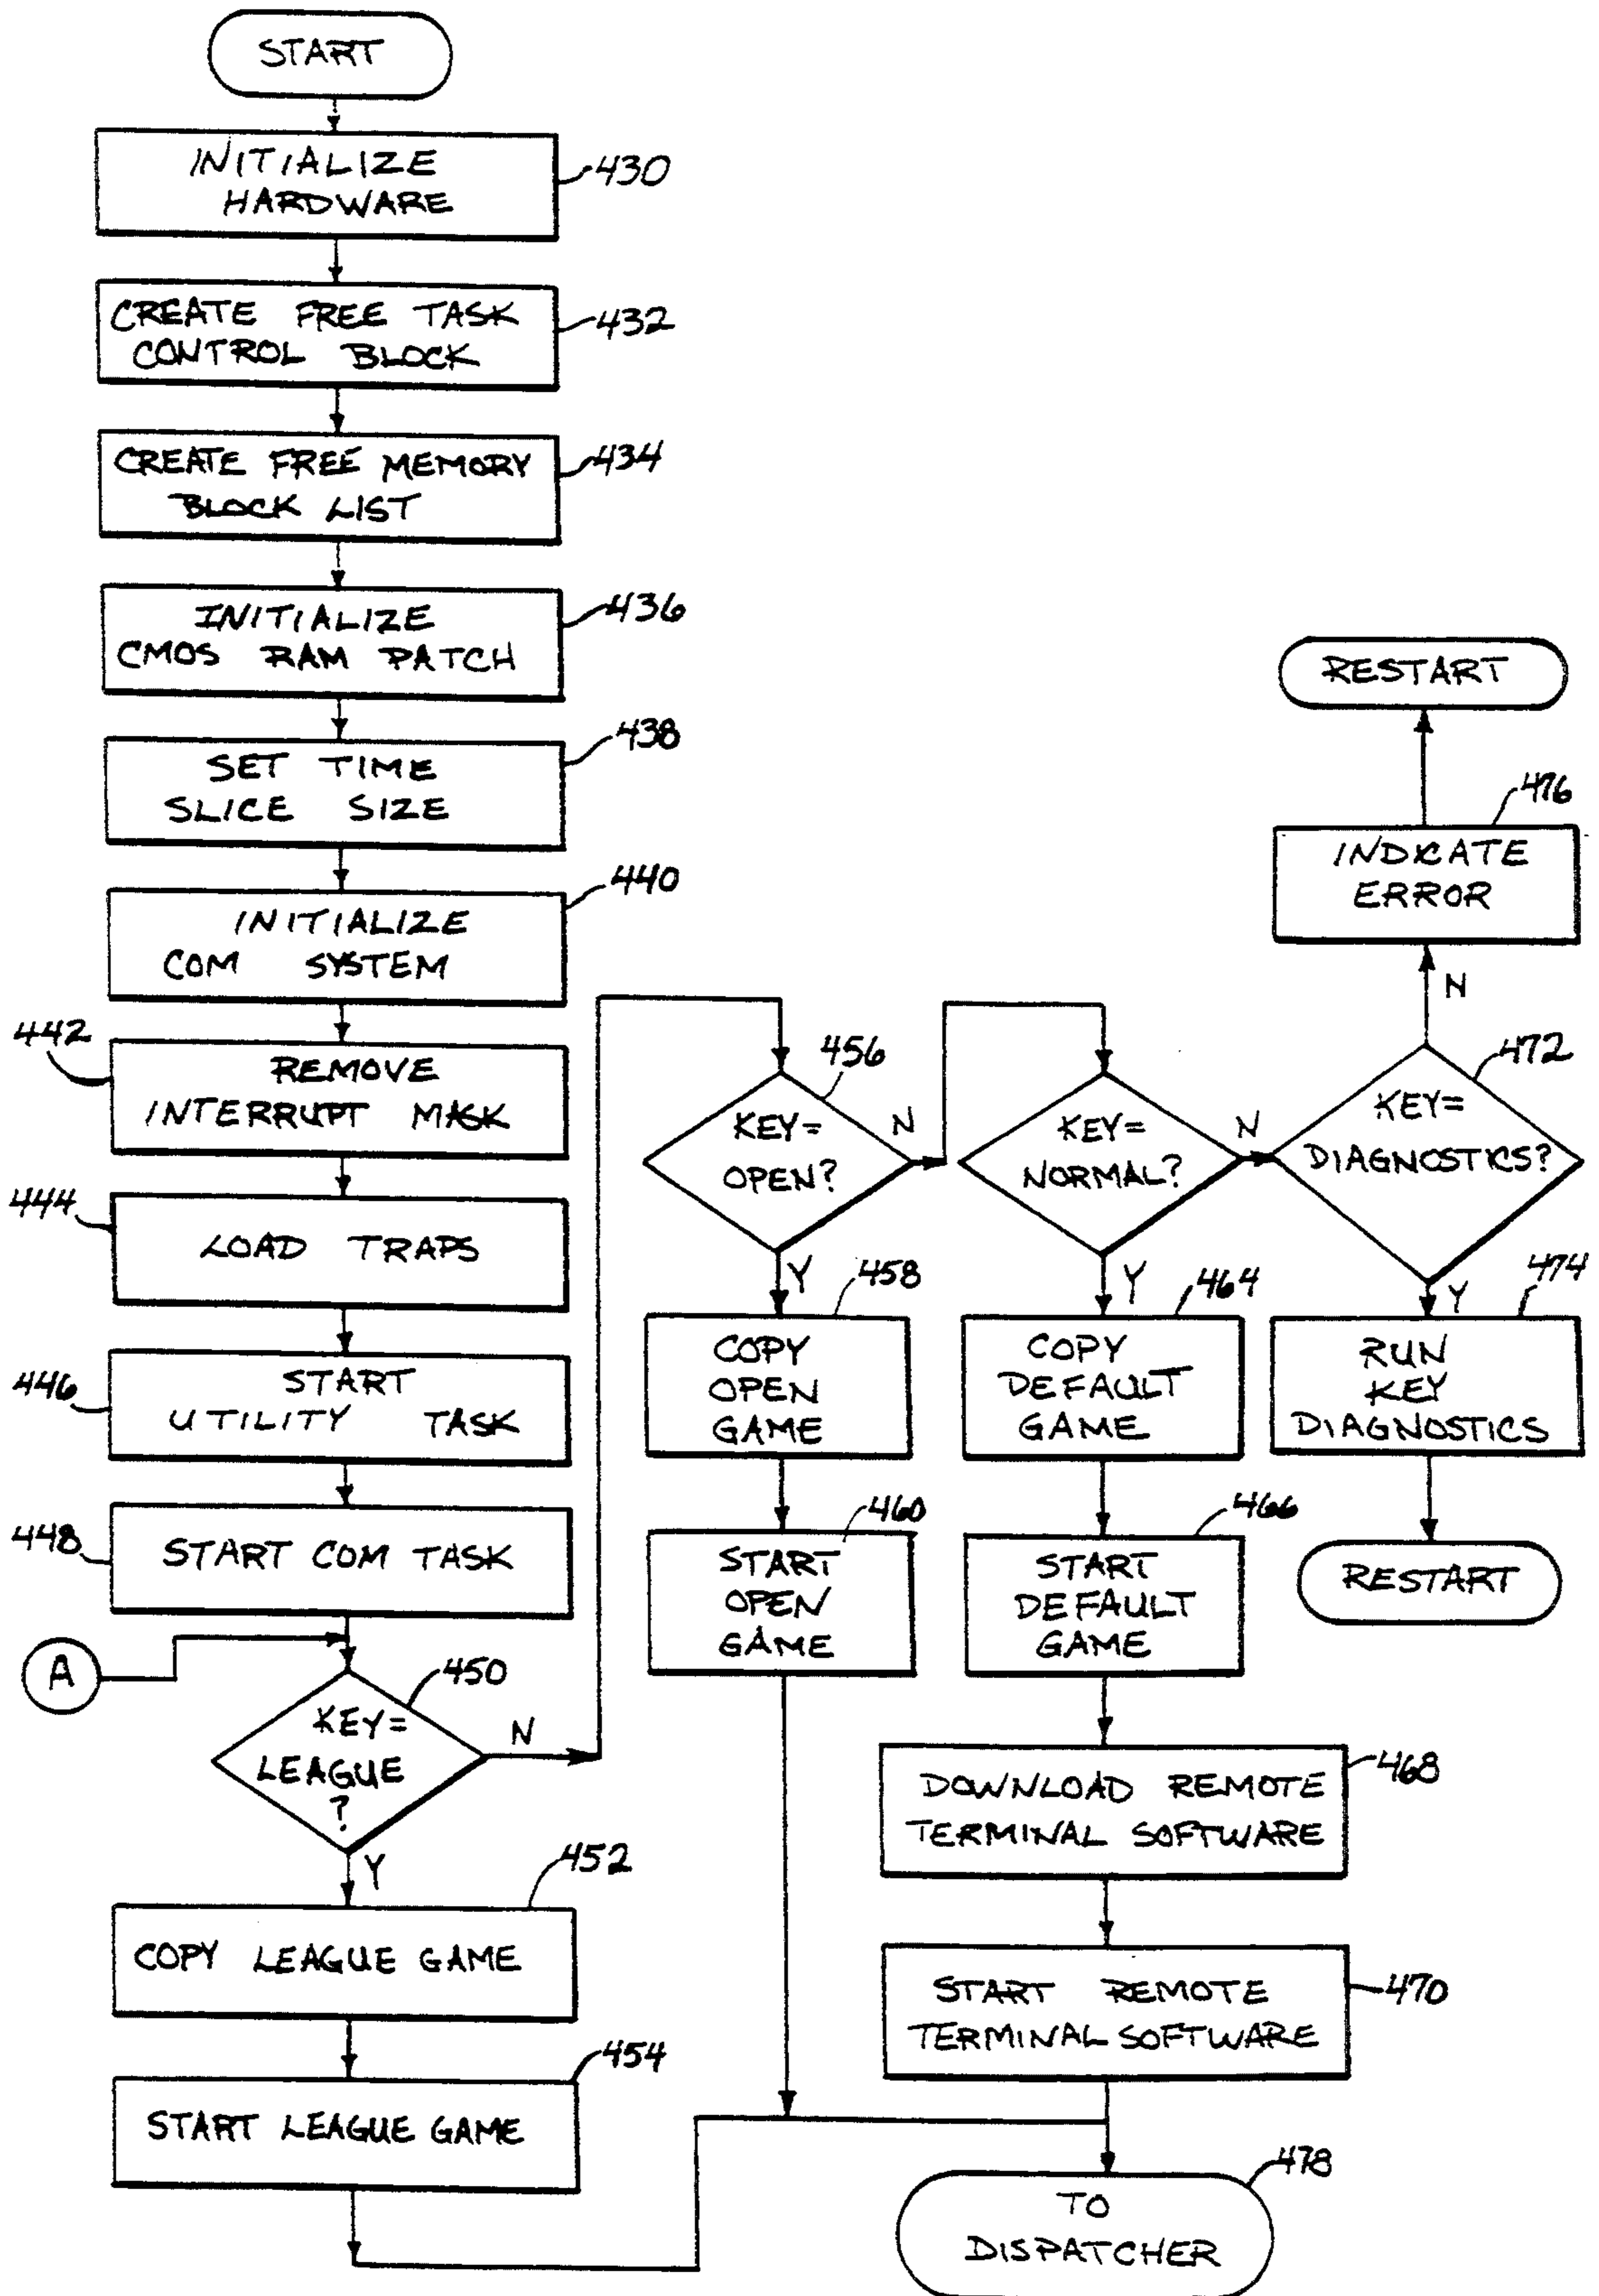 START
INITIALIZE
HARDWARE
430
CREATE FREE TASK
CONTROL BLOCK
432
CREATE FREE MEMORY
BLOCK LIST
434
INITIALIZE
CMOS RAM PATCH
436
SET TIME
SLICE SIZE
438
INITIALIZE
COM SYSTEM
440
442
REMOVE
INTERRUPT MASK
444
LOAD TRAPS
446
START
UTILITY TASK
448
START COM TASK
A
450
KEY=
LEAGUE
?
N
Y
452
COPY LEAGUE GAME
454
START LEAGUE GAME
456
KEY=
OPEN?
N
Y
458
COPY
OPEN
GAME
460
START
OPEN
GAME
KEY=
NORMAL?
N
Y
464
COPY
DEFAULT
GAME
466
START
DEFAULT
GAME
468
DOWNLOAD REMOTE
TERMINAL SOFTWARE
470
START REMOTE
TERMINAL SOFTWARE
478
TO
DISPATCHER
RESTART
476
INDICATE
ERROR
N
472
KEY=
DIAGNOSTICS?
Y
474
RUN
KEY
DIAGNOSTICS
RESTART